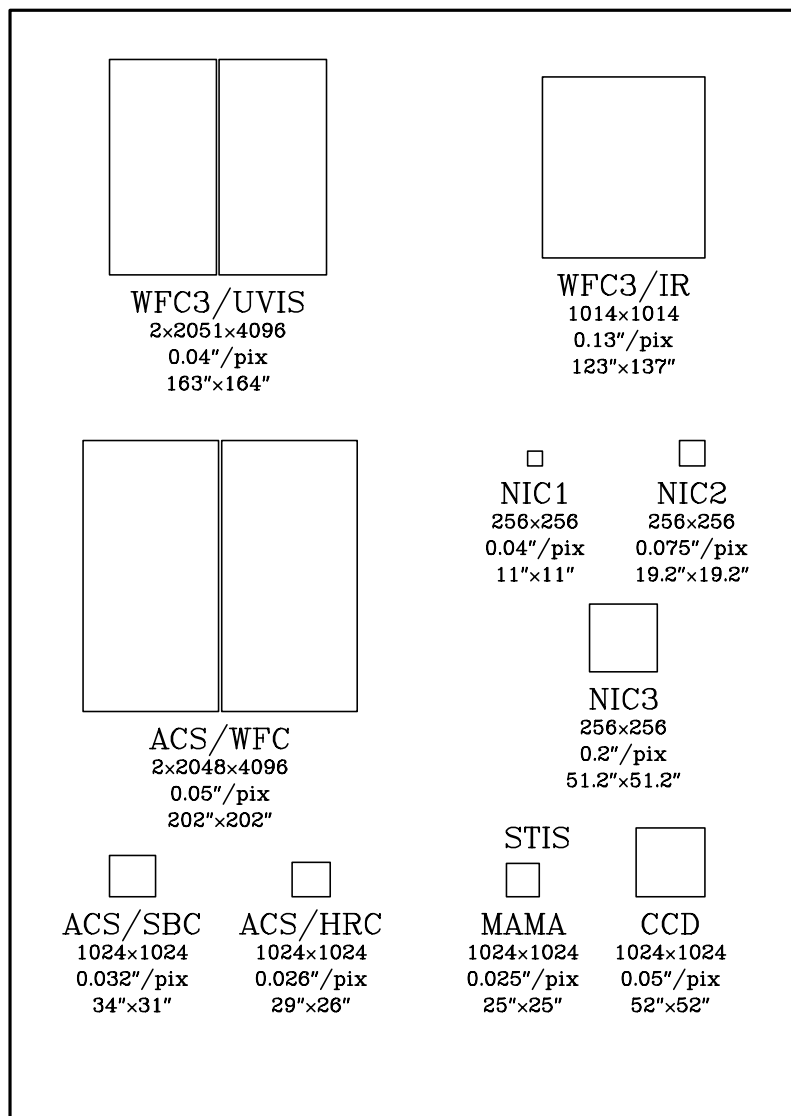 WFC3/UVIS
2×2051×4096
0.04"/pix
163"×164"
WFC3/IR
1014×1014
0.13"/pix
123"×137"
ACS/WFC
2×2048×4096
0.05"/pix
202"×202"
NIC1
256×256
0.04"/pix
11"×11"
NIC2
256×256
0.075"/pix
19.2"×19.2"
NIC3
256×256
0.2"/pix
51.2"×51.2"
ACS/SBC
1024×1024
0.032"/pix
34"×31"
ACS/HRC
1024×1024
0.026"/pix
29"×26"
STIS
MAMA
1024×1024
0.025"/pix
25"×25"
CCD
1024×1024
0.05"/pix
52"×52"